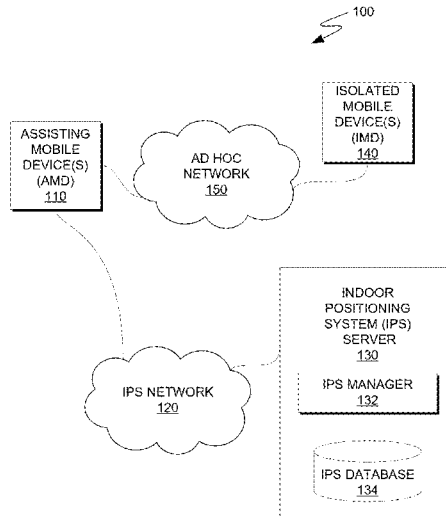 100
ASSISTING
MOBILE
DEVICE(S)
(AMD)
110
AD HOC
NETWORK
150
ISOLATED
MOBILE
DEVICE(S)
(IMD)
140
IPS NETWORK
120
INDOOR
POSITIONING
SYSTEM (IPS)
SERVER
130
IPS MANAGER
132
IPS DATABASE
134